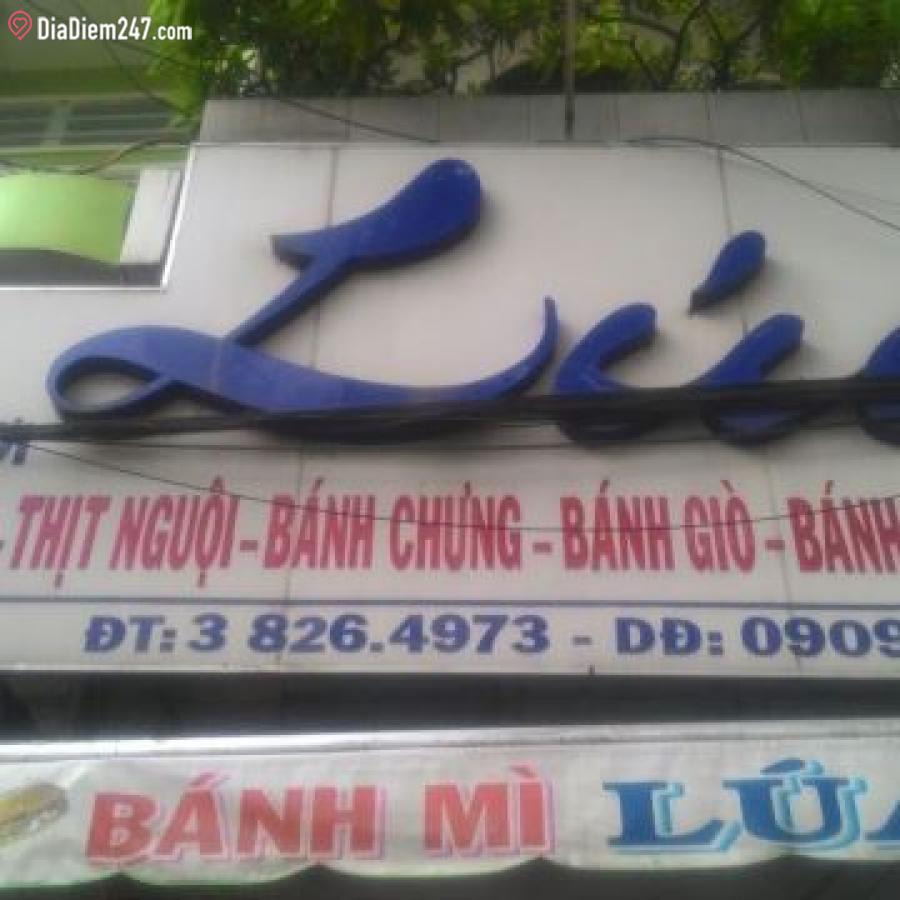 DiaDiem247.com
THỊT NGUỘI - BÁNH CHƯNG - BÁNH GIÒ - BÁNH
ĐT: 3 826.4973 - DĐ: 0909
BÁNH MÌ